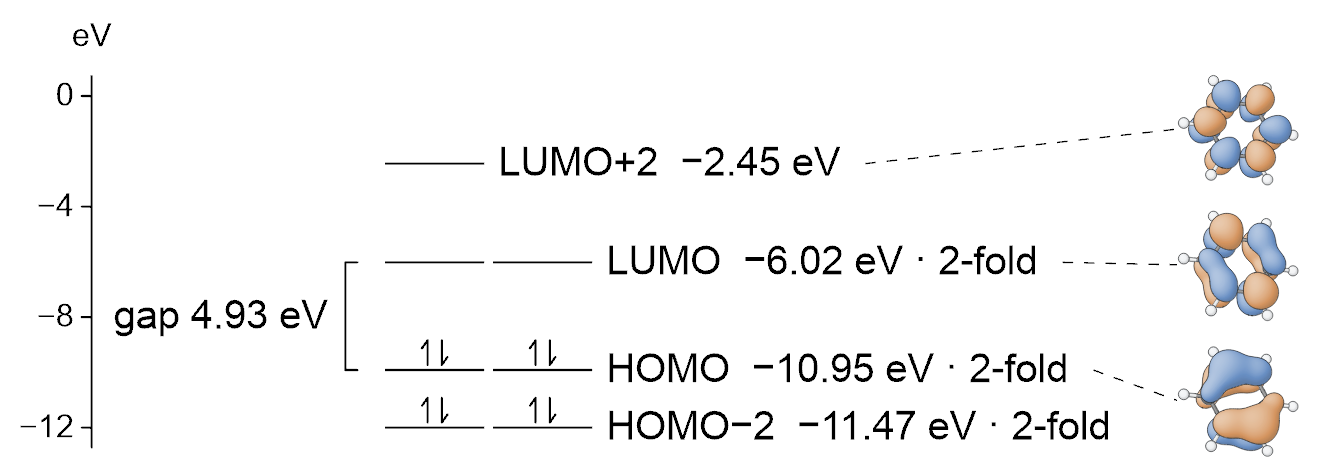 eV
0
LUMO+2 −2.45 eV
−4
LUMO −6.02 eV · 2-fold
−8
gap 4.93 eV
HOMO −10.95 eV · 2-fold
−12
HOMO−2 −11.47 eV · 2-fold